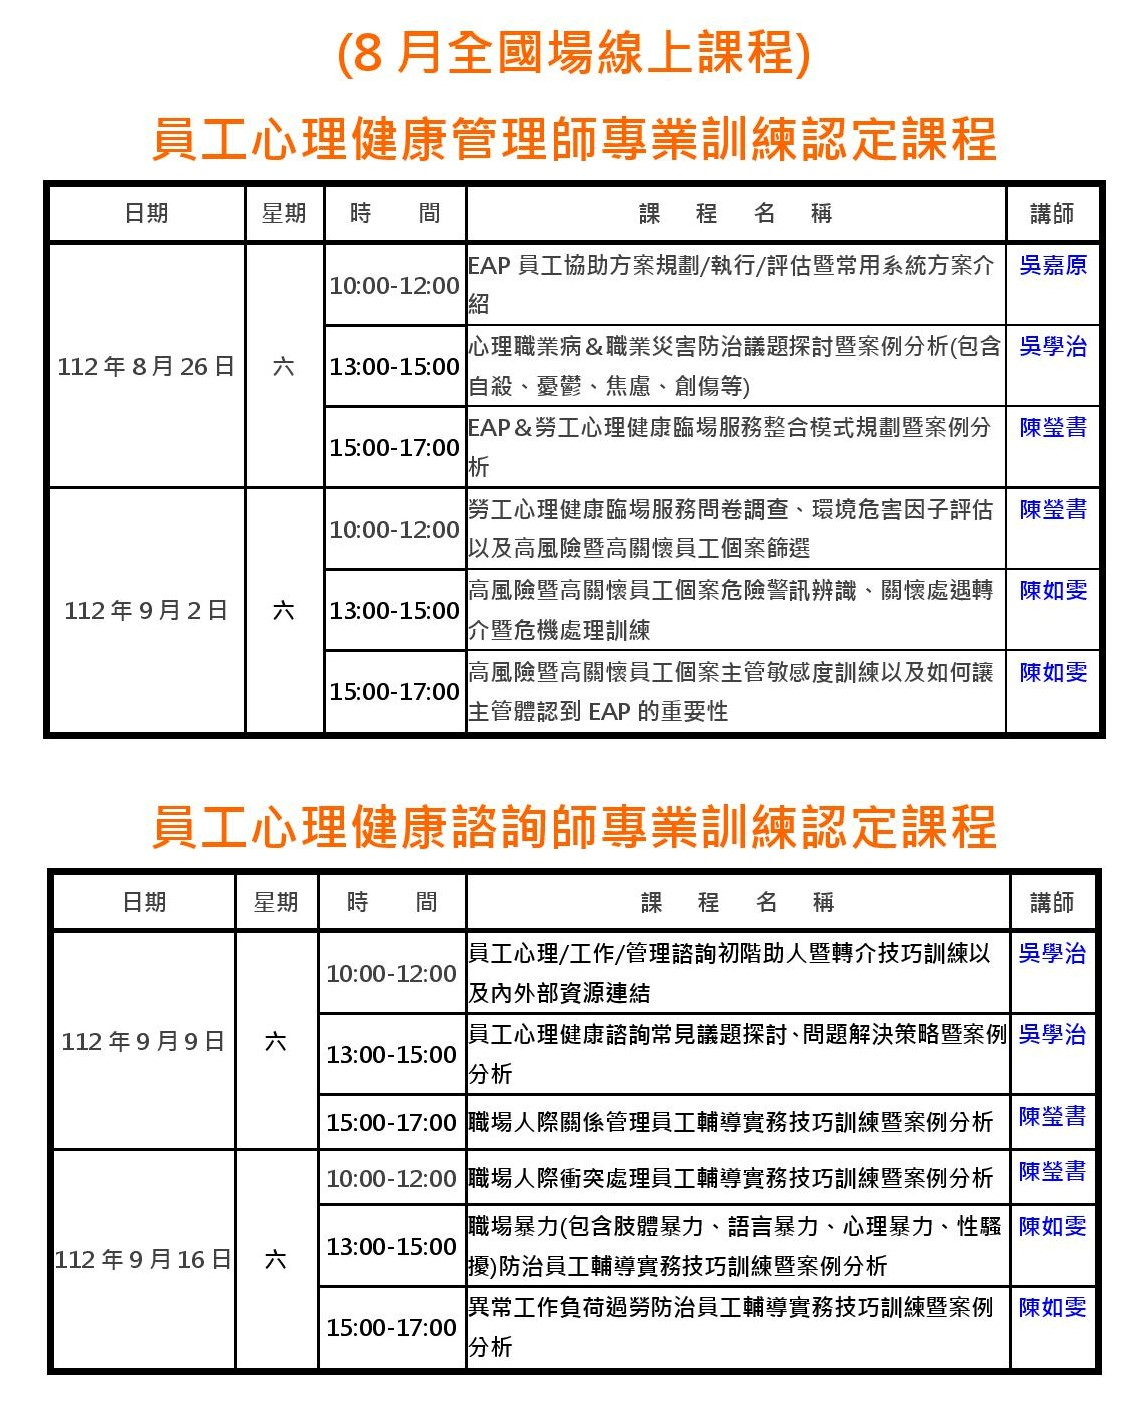 (8 月全國場線上課程)
員工心理健康管理師專業訓練認定課程
日期 星期 時 間 課 程 名 稱 講師
112 年 8 月 26 日 六
10:00-12:00 EAP 員工協助方案規劃/執行/評估暨常用系統方案介 吳嘉原
紹
13:00-15:00 心理職業病＆職業災害防治議題探討暨案例分析(包含 吳學治
自殺、憂鬱、焦慮、創傷等)
15:00-17:00 EAP＆勞工心理健康臨場服務整合模式規劃暨案例分 陳瑩書
析
112 年 9 月 2 日 六
10:00-12:00 勞工心理健康臨場服務問卷調查、環境危害因子評估 陳瑩書
以及高風險暨高關懷員工個案篩選
13:00-15:00 高風險暨高關懷員工個案危險警訊辨識、關懷處遇轉 陳如雯
介暨危機處理訓練
15:00-17:00 高風險暨高關懷員工個案主管敏感度訓練以及如何讓 陳如雯
主管體認到 EAP 的重要性
員工心理健康諮詢師專業訓練認定課程
日期 星期 時 間 課 程 名 稱 講師
112 年 9 月 9 日 六
10:00-12:00 員工心理/工作/管理諮詢初階助人暨轉介技巧訓練以 吳學治
及內外部資源連結
13:00-15:00 員工心理健康諮詢常見議題探討、問題解決策略暨案例 吳學治
分析
15:00-17:00 職場人際關係管理員工輔導實務技巧訓練暨案例分析 陳瑩書
112 年 9 月 16 日 六
10:00-12:00 職場人際衝突處理員工輔導實務技巧訓練暨案例分析 陳瑩書
13:00-15:00 職場暴力(包含肢體暴力、語言暴力、心理暴力、性騷 陳如雯
擾)防治員工輔導實務技巧訓練暨案例分析
15:00-17:00 異常工作負荷過勞防治員工輔導實務技巧訓練暨案例 陳如雯
分析